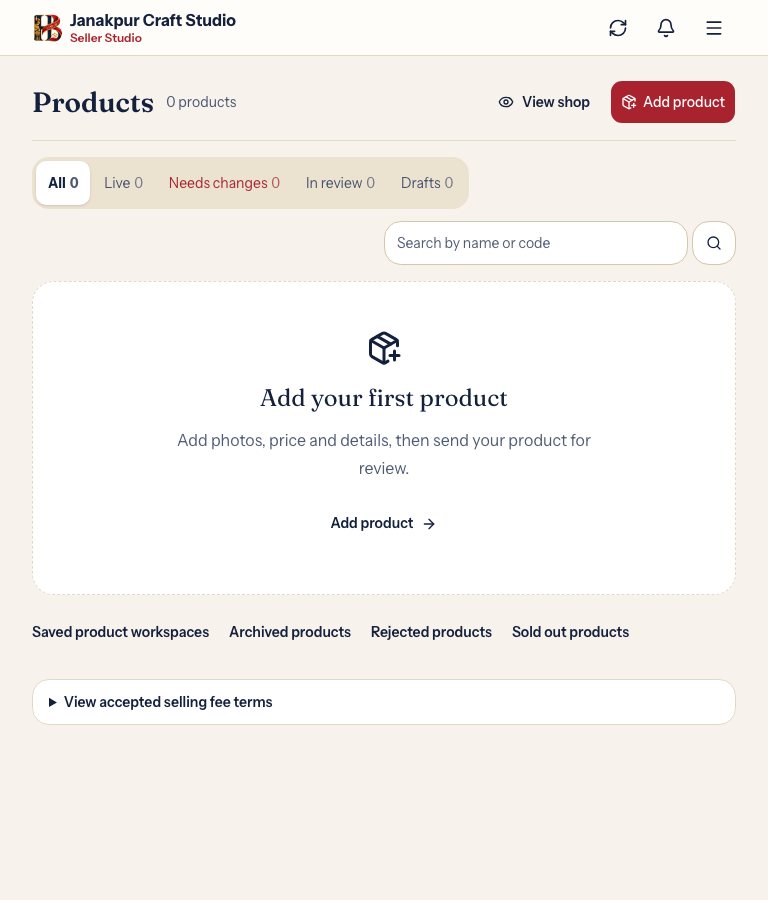 Janakpur Craft Studio
Seller Studio
Products 0 products
View shop
Add product
All 0 Live 0 Needs changes 0 In review 0 Drafts 0
Search by name or code
Add your first product
Add photos, price and details, then send your product for
review.
Add product
Saved product workspaces Archived products Rejected products Sold out products
View accepted selling fee terms